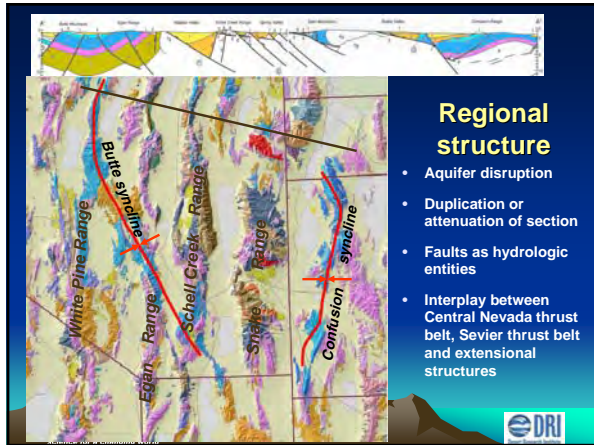 Regional
structure
• Aquifer disruption
• Duplication or
attenuation of section
• Faults as hydrologic
entities
• Interplay between
Central Nevada thrust
belt, Sevier thrust belt
and extensional
structures
Butte syncline
White Pine Range
Egan Range
Schell Creek Range
Snake Range
Confusion syncline
DRI